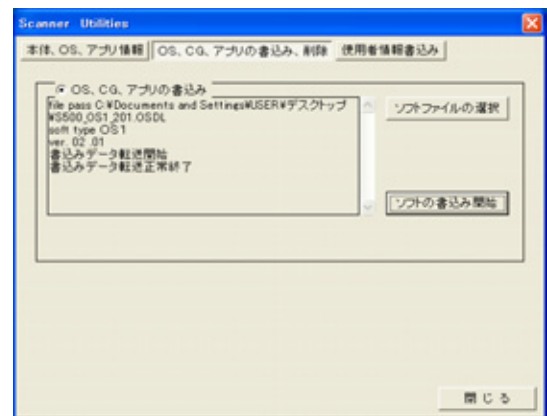 Scanner Utilities
本体、OS、アプリ情報
OS、CG、アプリの書込み、削除
使用者情報書込み
OS、CG、アプリの書込み
file pass C:¥Documents and Settings¥USER¥デスクトップ
¥S500_OS1_201.OSDL
soft type OS1
ver. 02 .01
書込みデータ転送開始
書込みデータ転送正常終了
ソフトファイルの選択
ソフトの書込み開始
閉じる